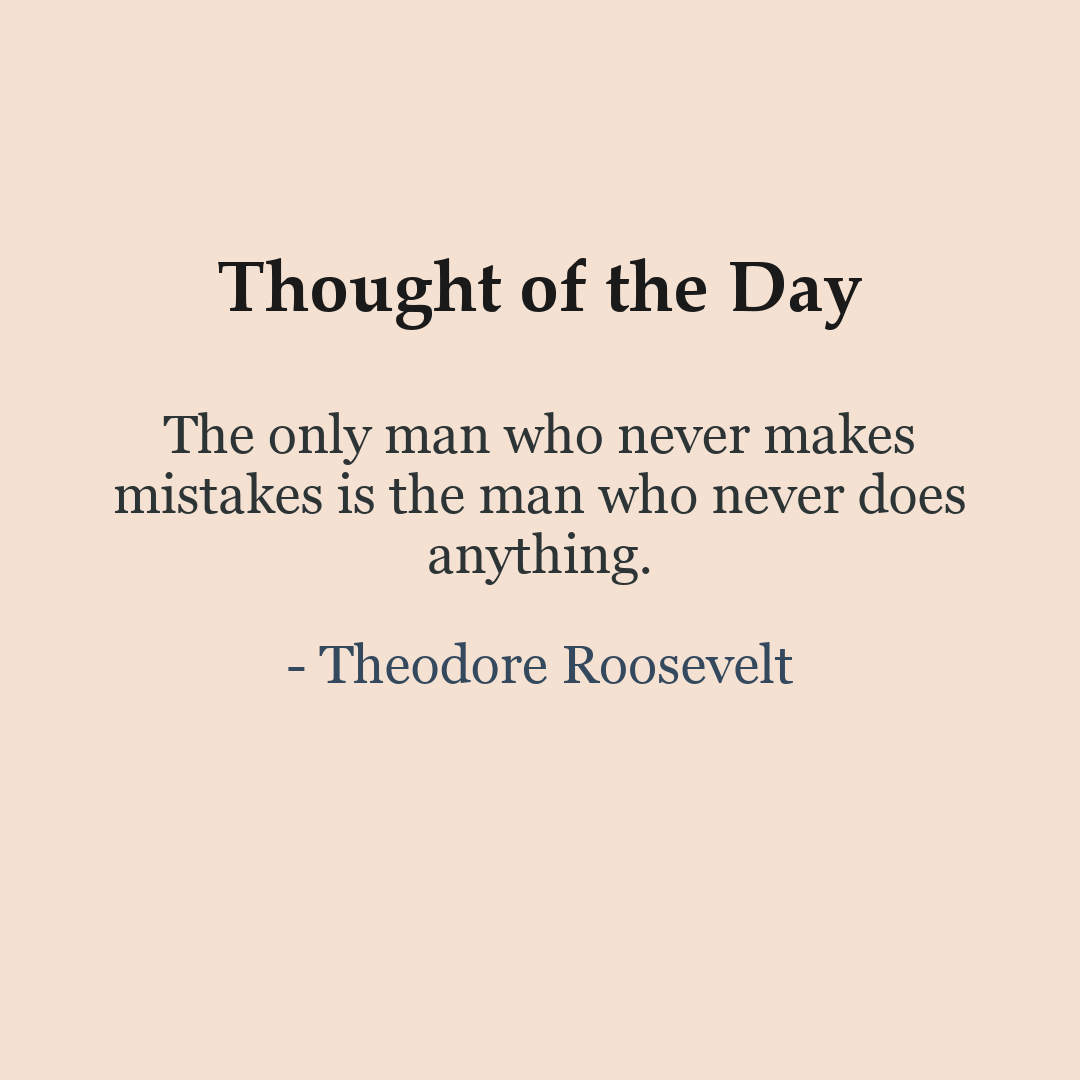 Thought of the Day
The only man who never makes
mistakes is the man who never does
anything.
- Theodore Roosevelt